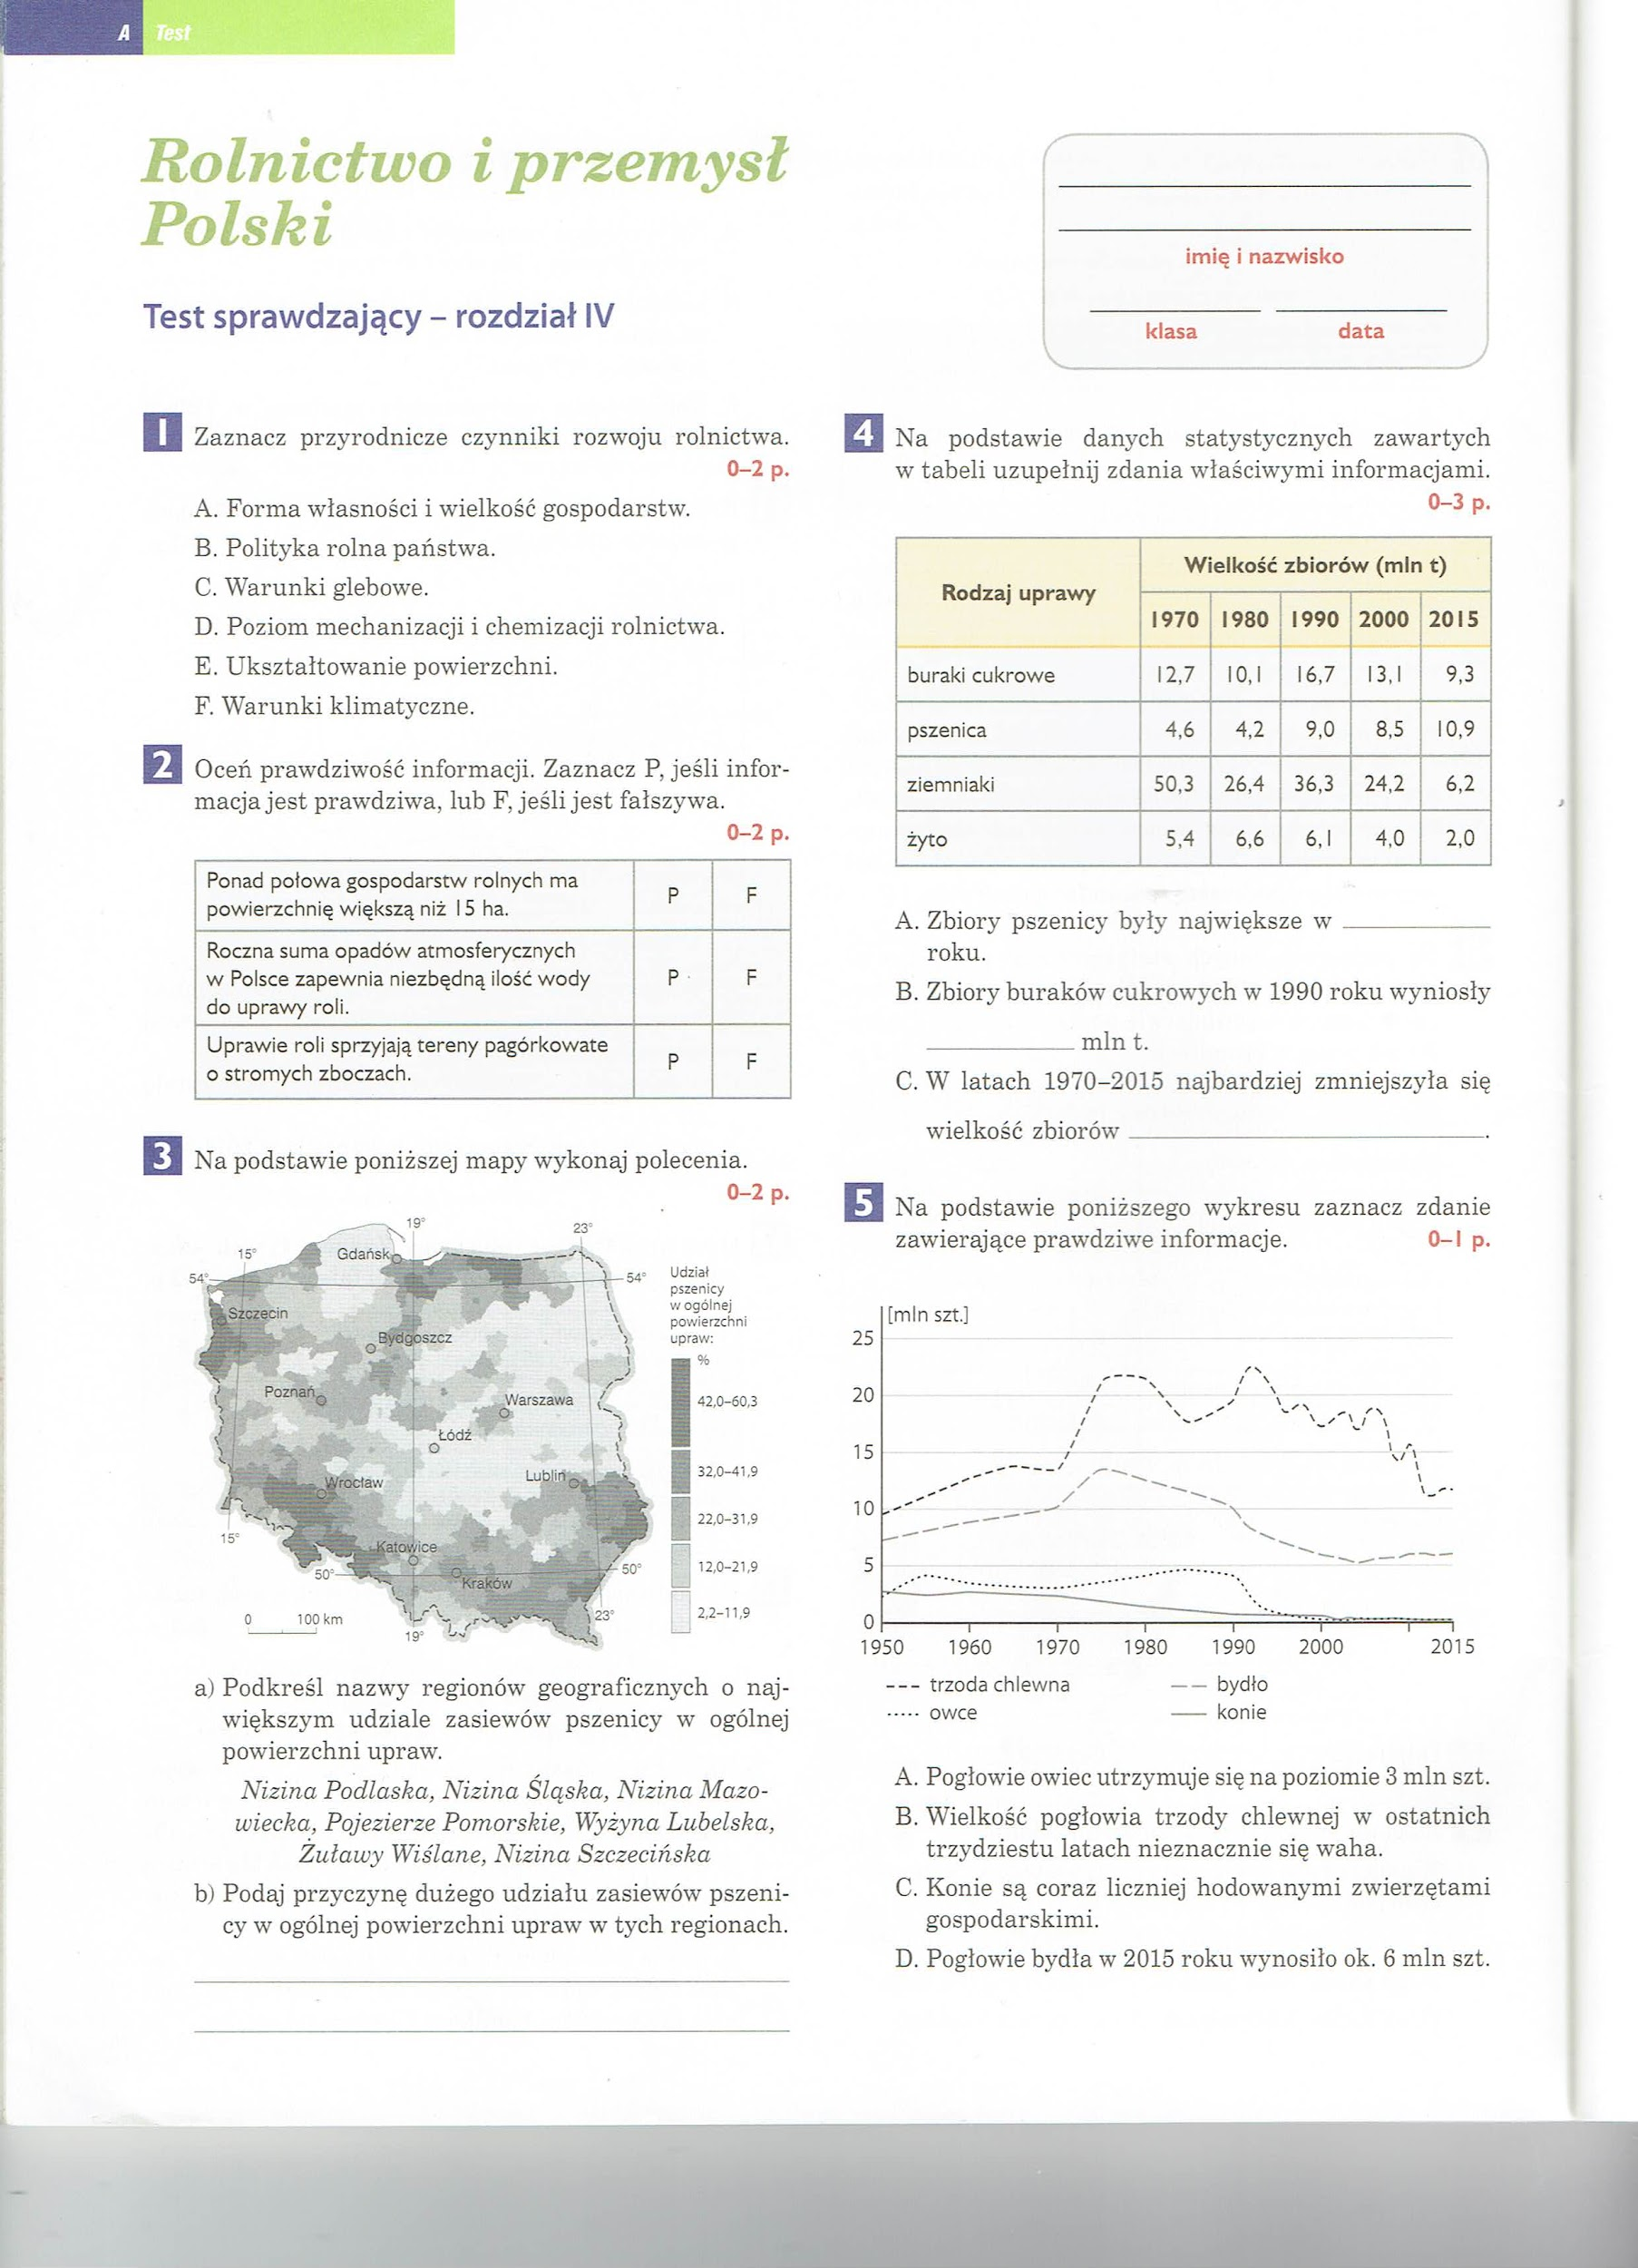 A Test
Rolnictwo i przemysł
Polski
Test sprawdzający – rozdział IV
imię i nazwisko
klasa data
1 Zaznacz przyrodnicze czynniki rozwoju rolnictwa.
0–2 p.
A. Forma własności i wielkość gospodarstw.
B. Polityka rolna państwa.
C. Warunki glebowe.
D. Poziom mechanizacji i chemizacji rolnictwa.
E. Ukształtowanie powierzchni.
F. Warunki klimatyczne.
2 Oceń prawdziwość informacji. Zaznacz P, jeśli infor-
macja jest prawdziwa, lub F, jeśli jest fałszywa.
0–2 p.
Ponad połowa gospodarstw rolnych ma
powierzchnię większą niż 15 ha.
P F
Roczna suma opadów atmosferycznych
w Polsce zapewnia niezbędną ilość wody
do uprawy roli.
P F
Uprawie roli sprzyjają tereny pagórkowate
o stromych zboczach.
P F
3 Na podstawie poniższej mapy wykonaj polecenia.
0–2 p.
15° 19° 23°
54° 54°
Gdańsk
Szczecin
Bydgoszcz
Poznań
Warszawa
Łódź
Wrocław
Lublin
15°
Katowice
50° 50°
Kraków
0 100 km
19° 23°
Udział
pszenicy
w ogólnej
powierzchni
upraw:
%
42,0–60,3
32,0–41,9
22,0–31,9
12,0–21,9
2,2–11,9
a) Podkreśl nazwy regionów geograficznych o naj-
większym udziale zasiewów pszenicy w ogólnej
powierzchni upraw.
Nizina Podlaska, Nizina Śląska, Nizina Mazo-
wiecka, Pojezierze Pomorskie, Wyżyna Lubelska,
Żuławy Wiślane, Nizina Szczecińska
b) Podaj przyczynę dużego udziału zasiewów pszeni-
cy w ogólnej powierzchni upraw w tych regionach.
4 Na podstawie danych statystycznych zawartych
w tabeli uzupełnij zdania właściwymi informacjami.
0–3 p.
Rodzaj uprawy
Wielkość zbiorów (mln t)
1970 1980 1990 2000 2015
buraki cukrowe 12,7 10,1 16,7 13,1 9,3
pszenica 4,6 4,2 9,0 8,5 10,9
ziemniaki 50,3 26,4 36,3 24,2 6,2
żyto 5,4 6,6 6,1 4,0 2,0
A. Zbiory pszenicy były największe w
roku.
B. Zbiory buraków cukrowych w 1990 roku wyniosły
mln t.
C. W latach 1970–2015 najbardziej zmniejszyła się
wielkość zbiorów .
5 Na podstawie poniższego wykresu zaznacz zdanie
zawierające prawdziwe informacje. 0–1 p.
[mln szt.]
25
20
15
10
5
0
1950 1960 1970 1980 1990 2000 2015
trzoda chlewna bydło
owce konie
A. Pogłowie owiec utrzymuje się na poziomie 3 mln szt.
B. Wielkość pogłowia trzody chlewnej w ostatnich
trzydziestu latach nieznacznie się waha.
C. Konie są coraz liczniej hodowanymi zwierzętami
gospodarskimi.
D. Pogłowie bydła w 2015 roku wynosiło ok. 6 mln szt.